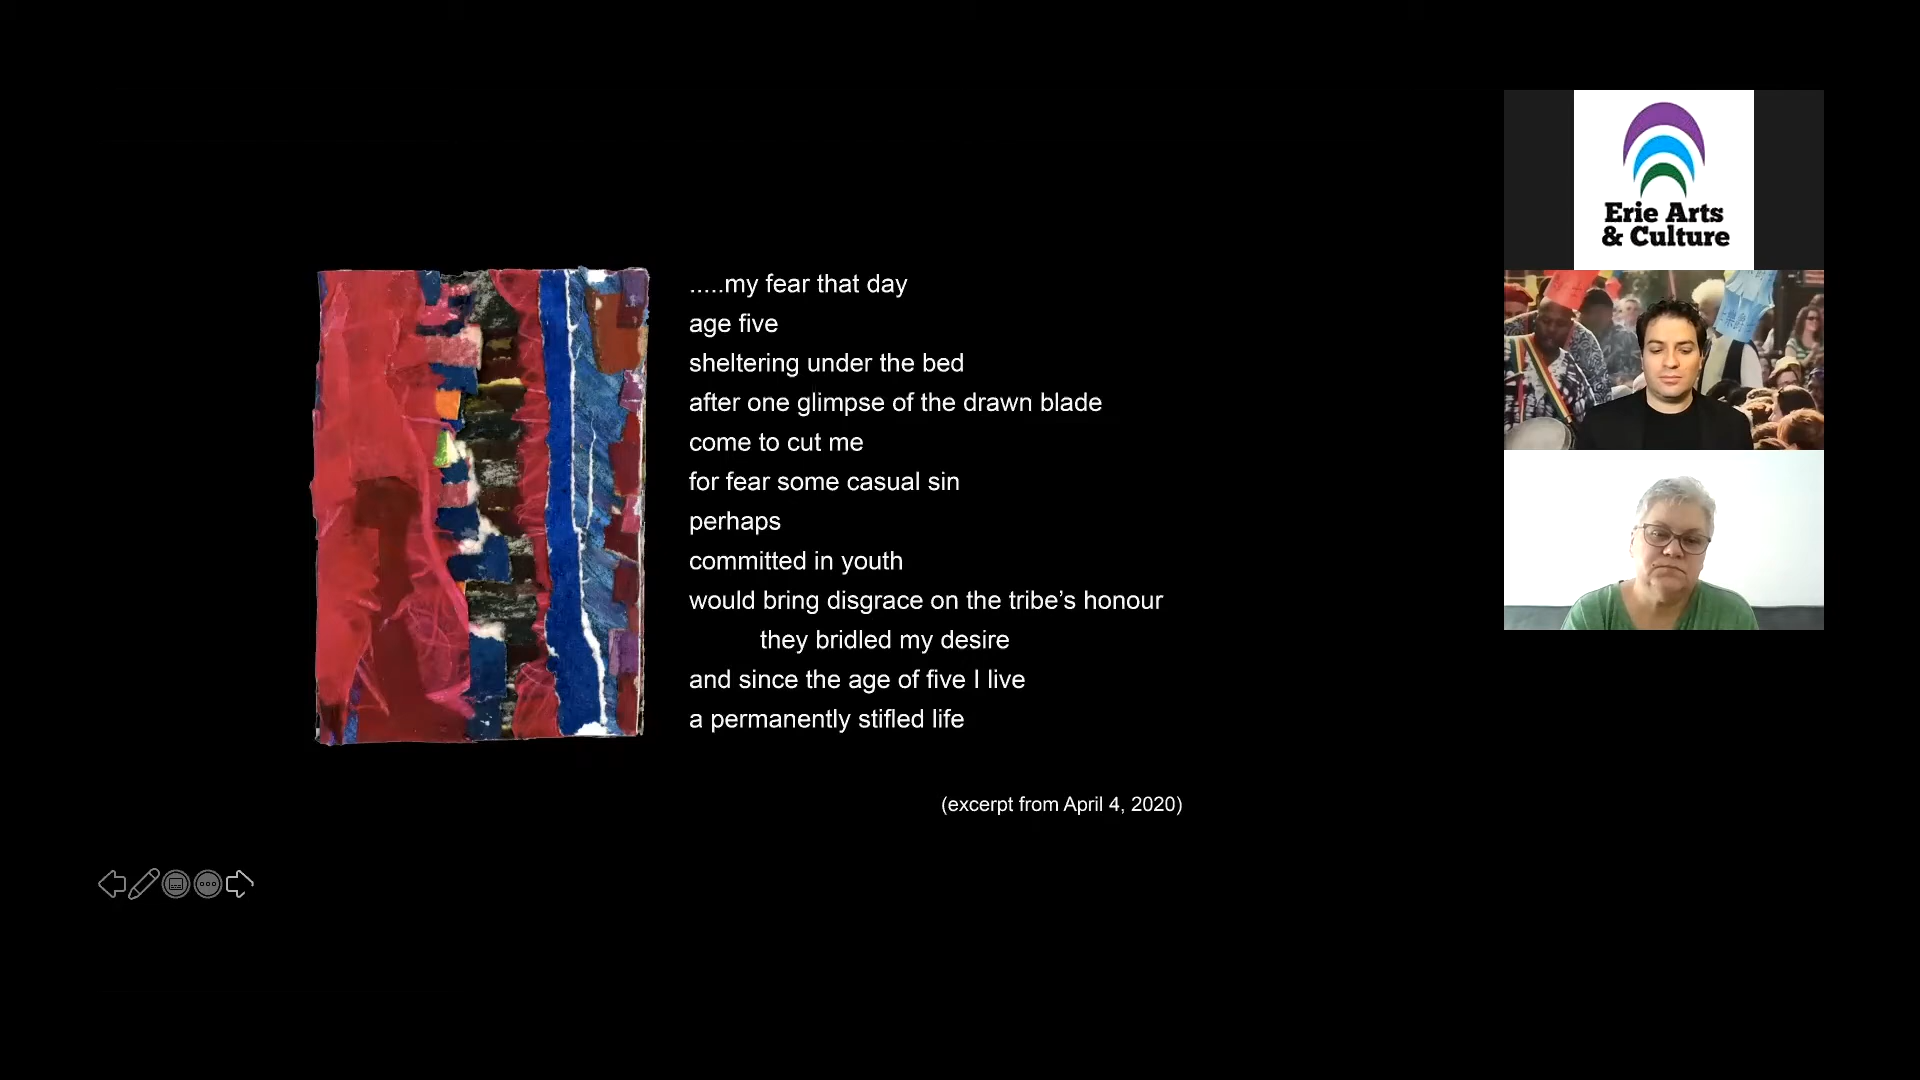 .....my fear that day
age five
sheltering under the bed
after one glimpse of the drawn blade
come to cut me
for fear some casual sin
perhaps
committed in youth
would bring disgrace on the tribe’s honour
they bridled my desire
and since the age of five I live
a permanently stifled life
(excerpt from April 4, 2020)
Erie Arts
& Culture